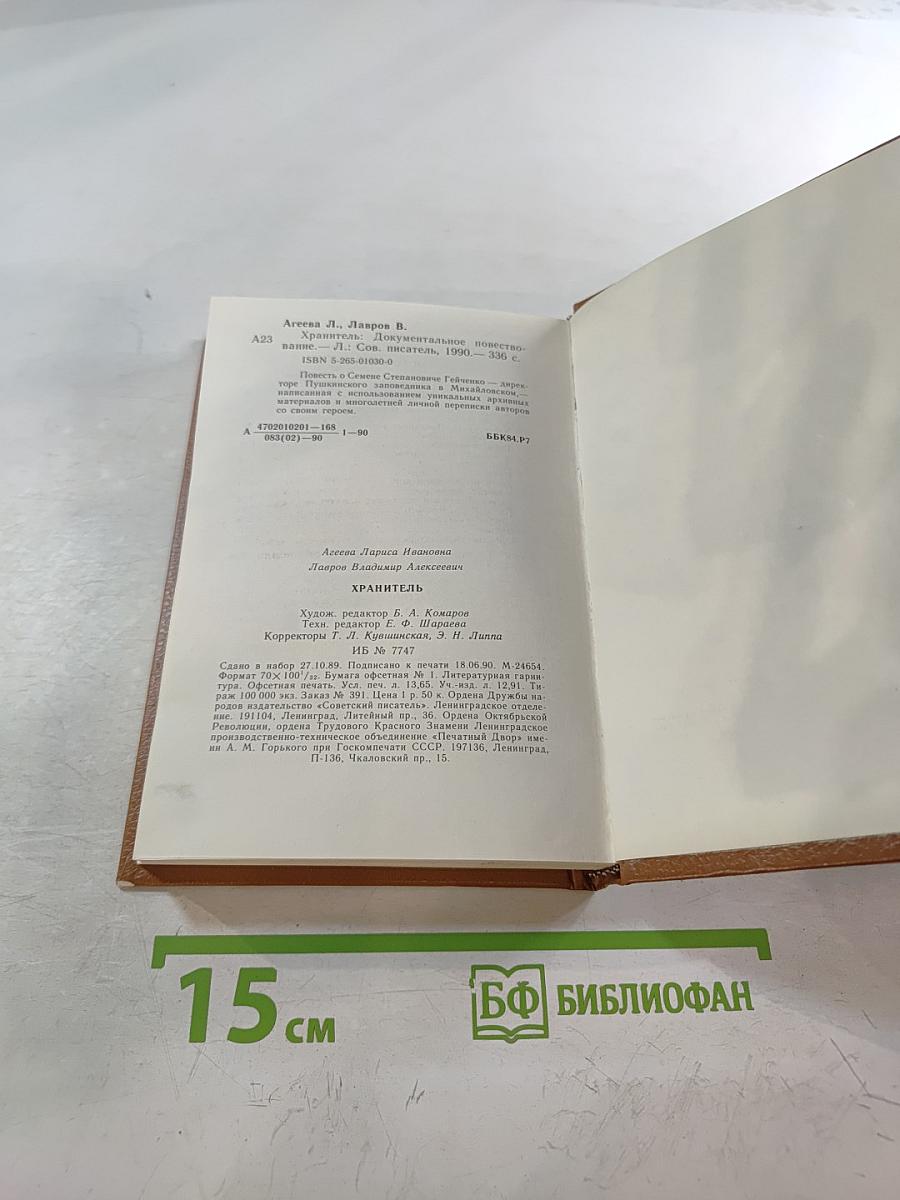 Агеева Л., Лавров В.
А23 Хранитель: Документальное повество-
вание.— Л.: Сов. писатель, 1990.— 336 с.
ISBN 5-265-01030-0
Повесть о Семене Степановиче Гейченко — дирек-
торе Пушкинского заповедника в Михайловском,—
написанная с использованием уникальных архивных
материалов и многолетней личной переписки авторов
со своим героем.
А 4702010201—168 / 083(02)—90 1—90 ББК84.Р7
Агеева Лариса Ивановна
Лавров Владимир Алексеевич
ХРАНИТЕЛЬ
Худож. редактор Б. А. Комаров
Техн. редактор Е. Ф. Шараева
Корректоры Т. Л. Кувшинская, Э. Н. Липпа
ИБ № 7747
Сдано в набор 27.10.89. Подписано к печати 18.06.90. М-24654.
Формат 70×100¹/₃₂. Бумага офсетная № 1. Литературная гарни-
тура. Офсетная печать. Усл. печ. л. 13,65. Уч.-изд. л. 12,91. Ти-
раж 100 000 экз. Заказ № 391. Цена 1 р. 50 к. Ордена Дружбы на-
родов издательство «Советский писатель». Ленинградское отделе-
ние. 191104, Ленинград, Литейный пр., 36. Ордена Октябрьской
Революции, ордена Трудового Красного Знамени Ленинградское
производственно-техническое объединение «Печатный Двор» име-
ни А. М. Горького при Госкомпечати СССР. 197136, Ленинград,
П-136, Чкаловский пр., 15.
15 см БФ БИБЛИОФАН